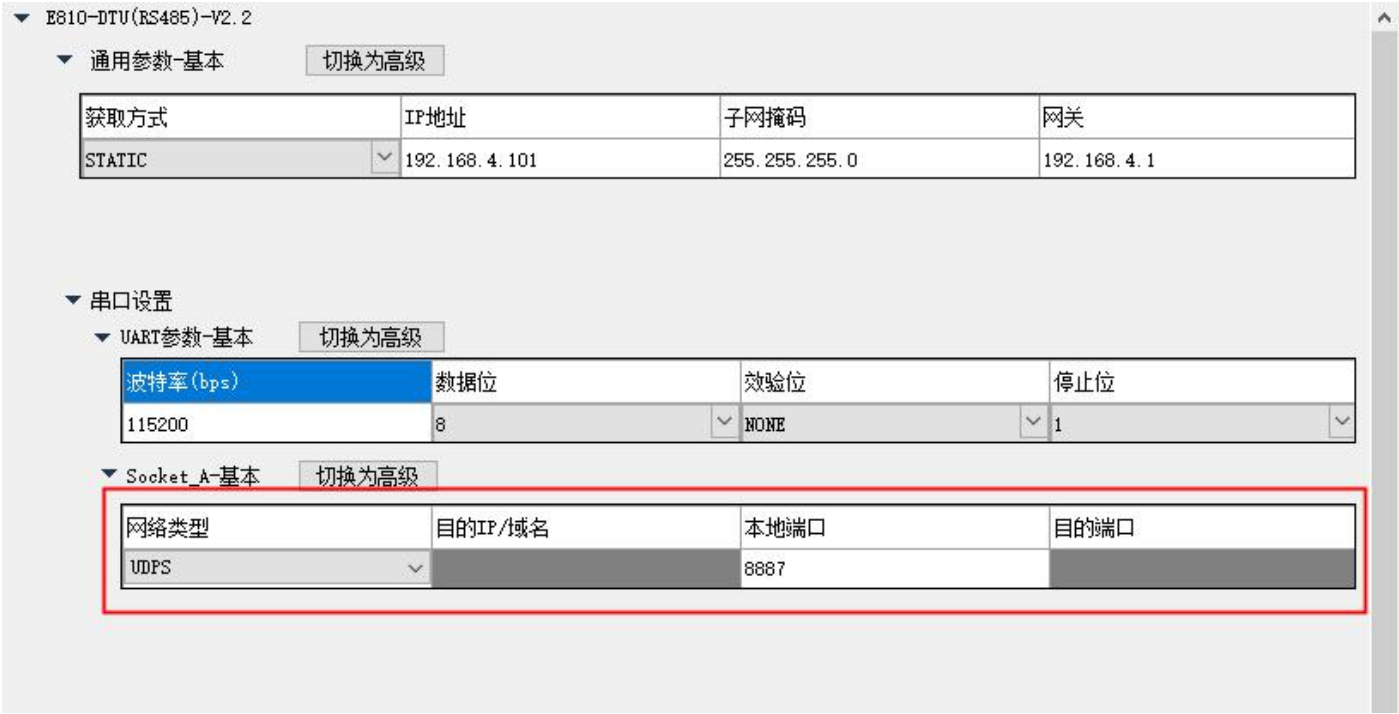 E810-DTU(RS485)-V2.2
通用参数-基本 切换为高级
获取方式 IP地址 子网掩码 网关
STATIC 192.168.4.101 255.255.255.0 192.168.4.1
串口设置
UART参数-基本 切换为高级
波特率(bps) 数据位 效验位 停止位
115200 8 NONE 1
Socket_A-基本 切换为高级
网络类型 目的IP/域名 本地端口 目的端口
UDPS 8887